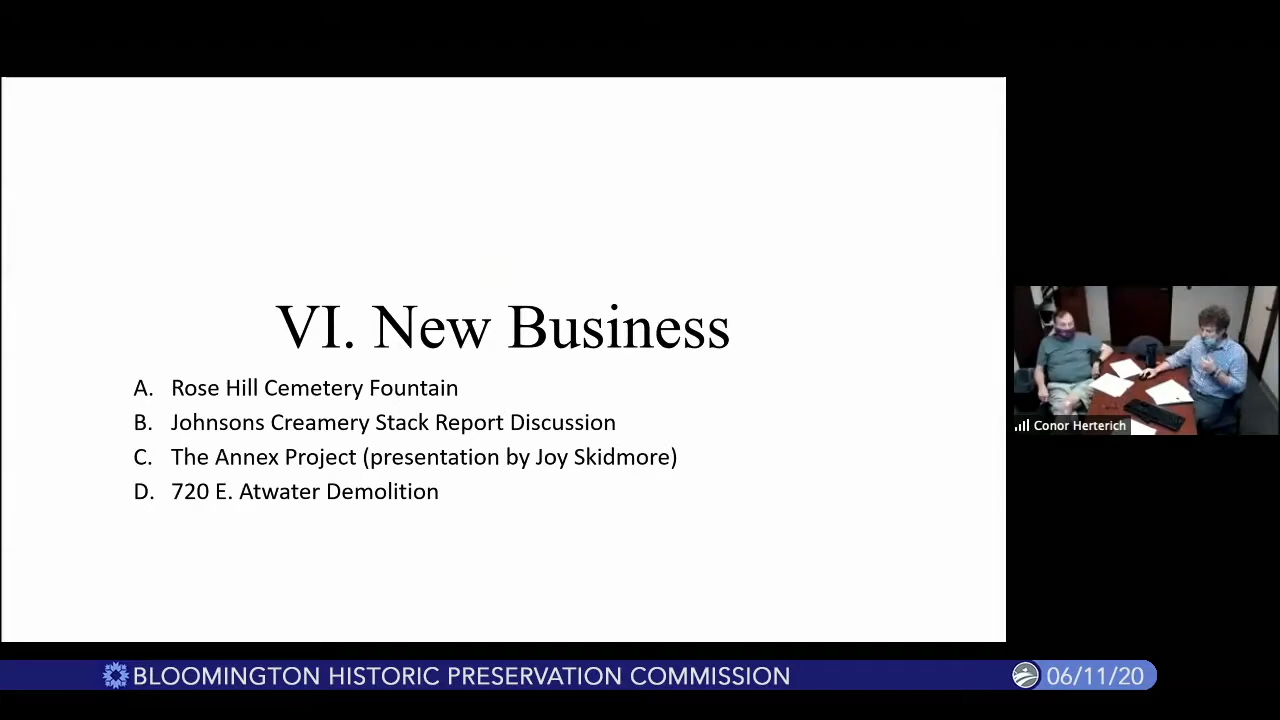 VI. New Business
A. Rose Hill Cemetery Fountain
B. Johnsons Creamery Stack Report Discussion
C. The Annex Project (presentation by Joy Skidmore)
D. 720 E. Atwater Demolition
Conor Herterich
BLOOMINGTON HISTORIC PRESERVATION COMMISSION
06/11/20